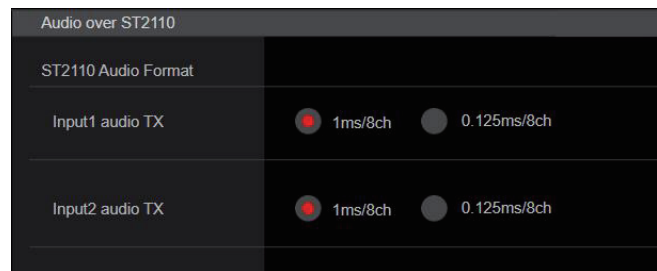 Audio over ST2110
ST2110 Audio Format
Input1 audio TX 1ms/8ch 0.125ms/8ch
Input2 audio TX 1ms/8ch 0.125ms/8ch